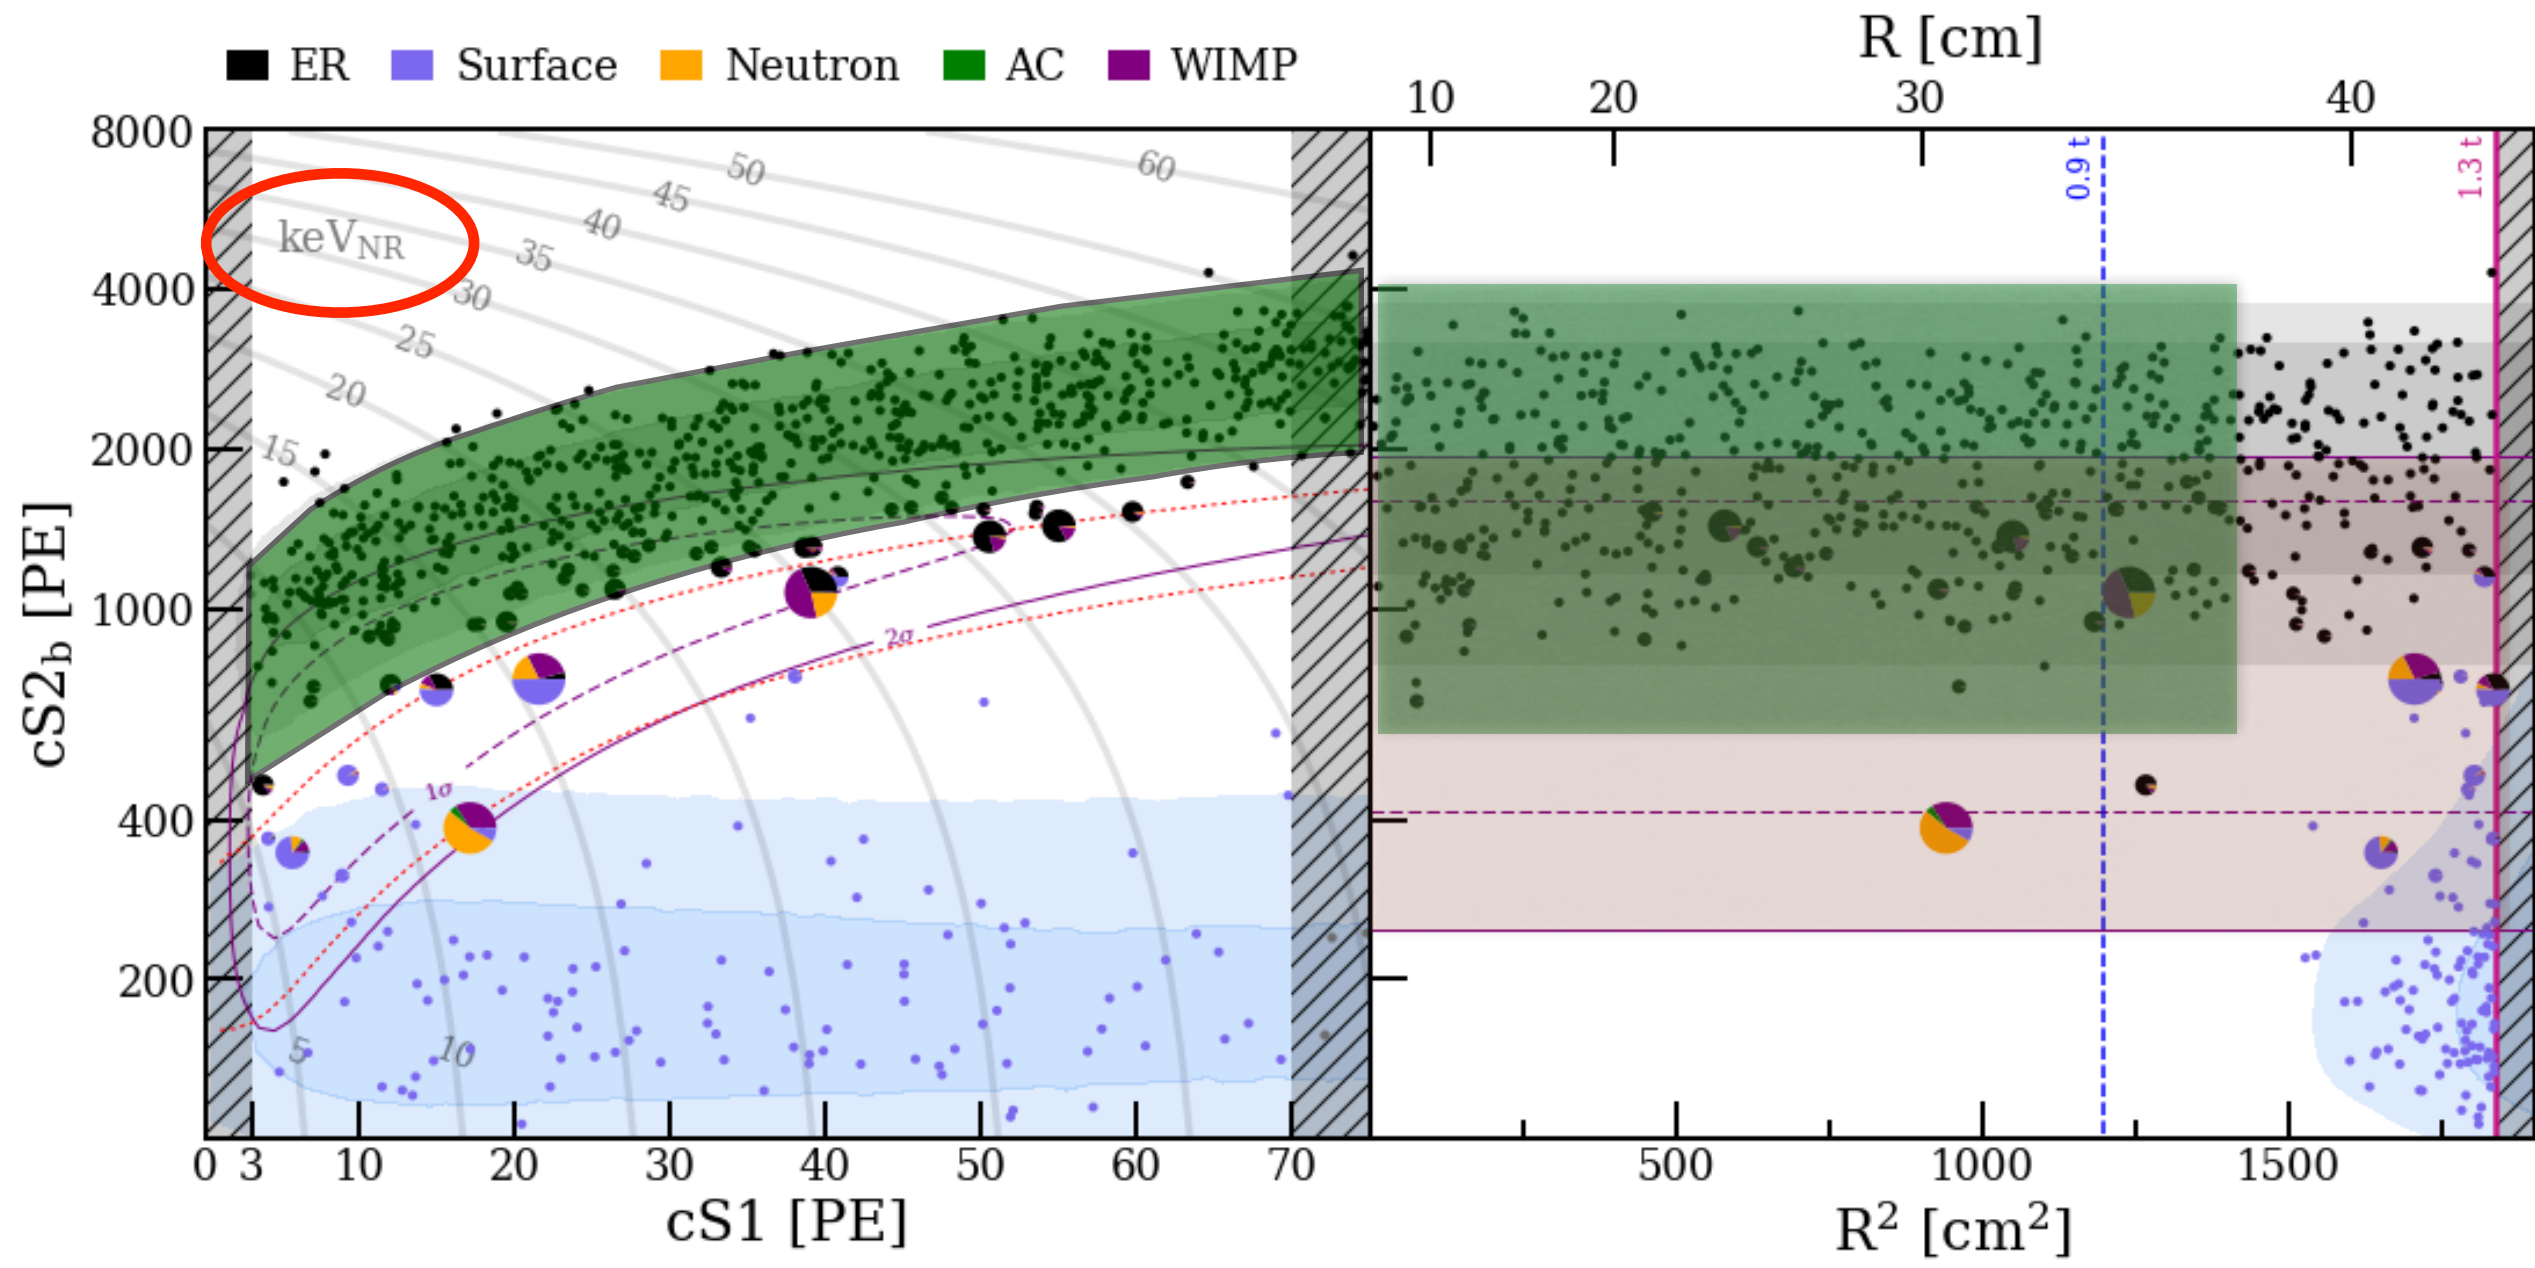 ER Surface Neutron AC WIMP
R [cm]
10 20 30 40
8000
4000
2000
1000
400
200
cS2b [PE]
keVNR
60
50
45
40
35
30
25
20
15
10
5
1σ
2σ
0.9 t
1.3 t
0 3 10 20 30 40 50 60 70
500 1000 1500
cS1 [PE]
R² [cm²]